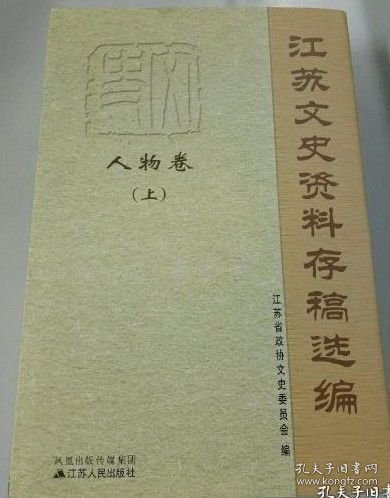 江苏文史资料存稿选编
人物卷
(上)
江苏省政协文史委员会 编
凤凰出版传媒集团
江苏人民出版社
孔夫子旧书网